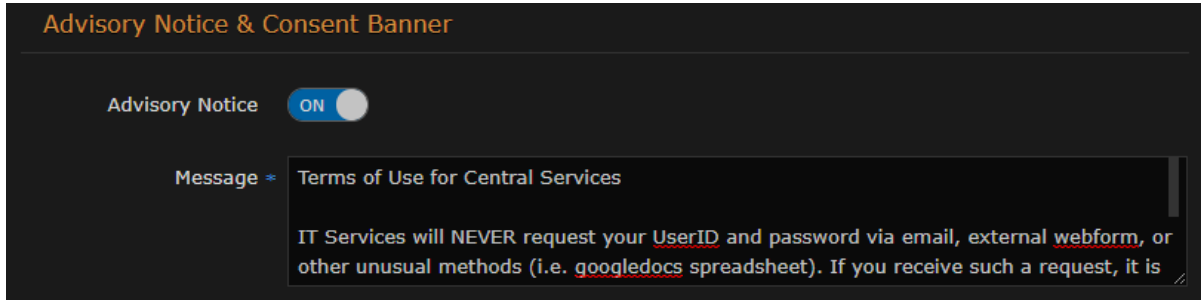 Advisory Notice & Consent Banner
Advisory Notice ON
Message * Terms of Use for Central Services
IT Services will NEVER request your UserID and password via email, external webform, or
other unusual methods (i.e. googledocs spreadsheet). If you receive such a request, it is